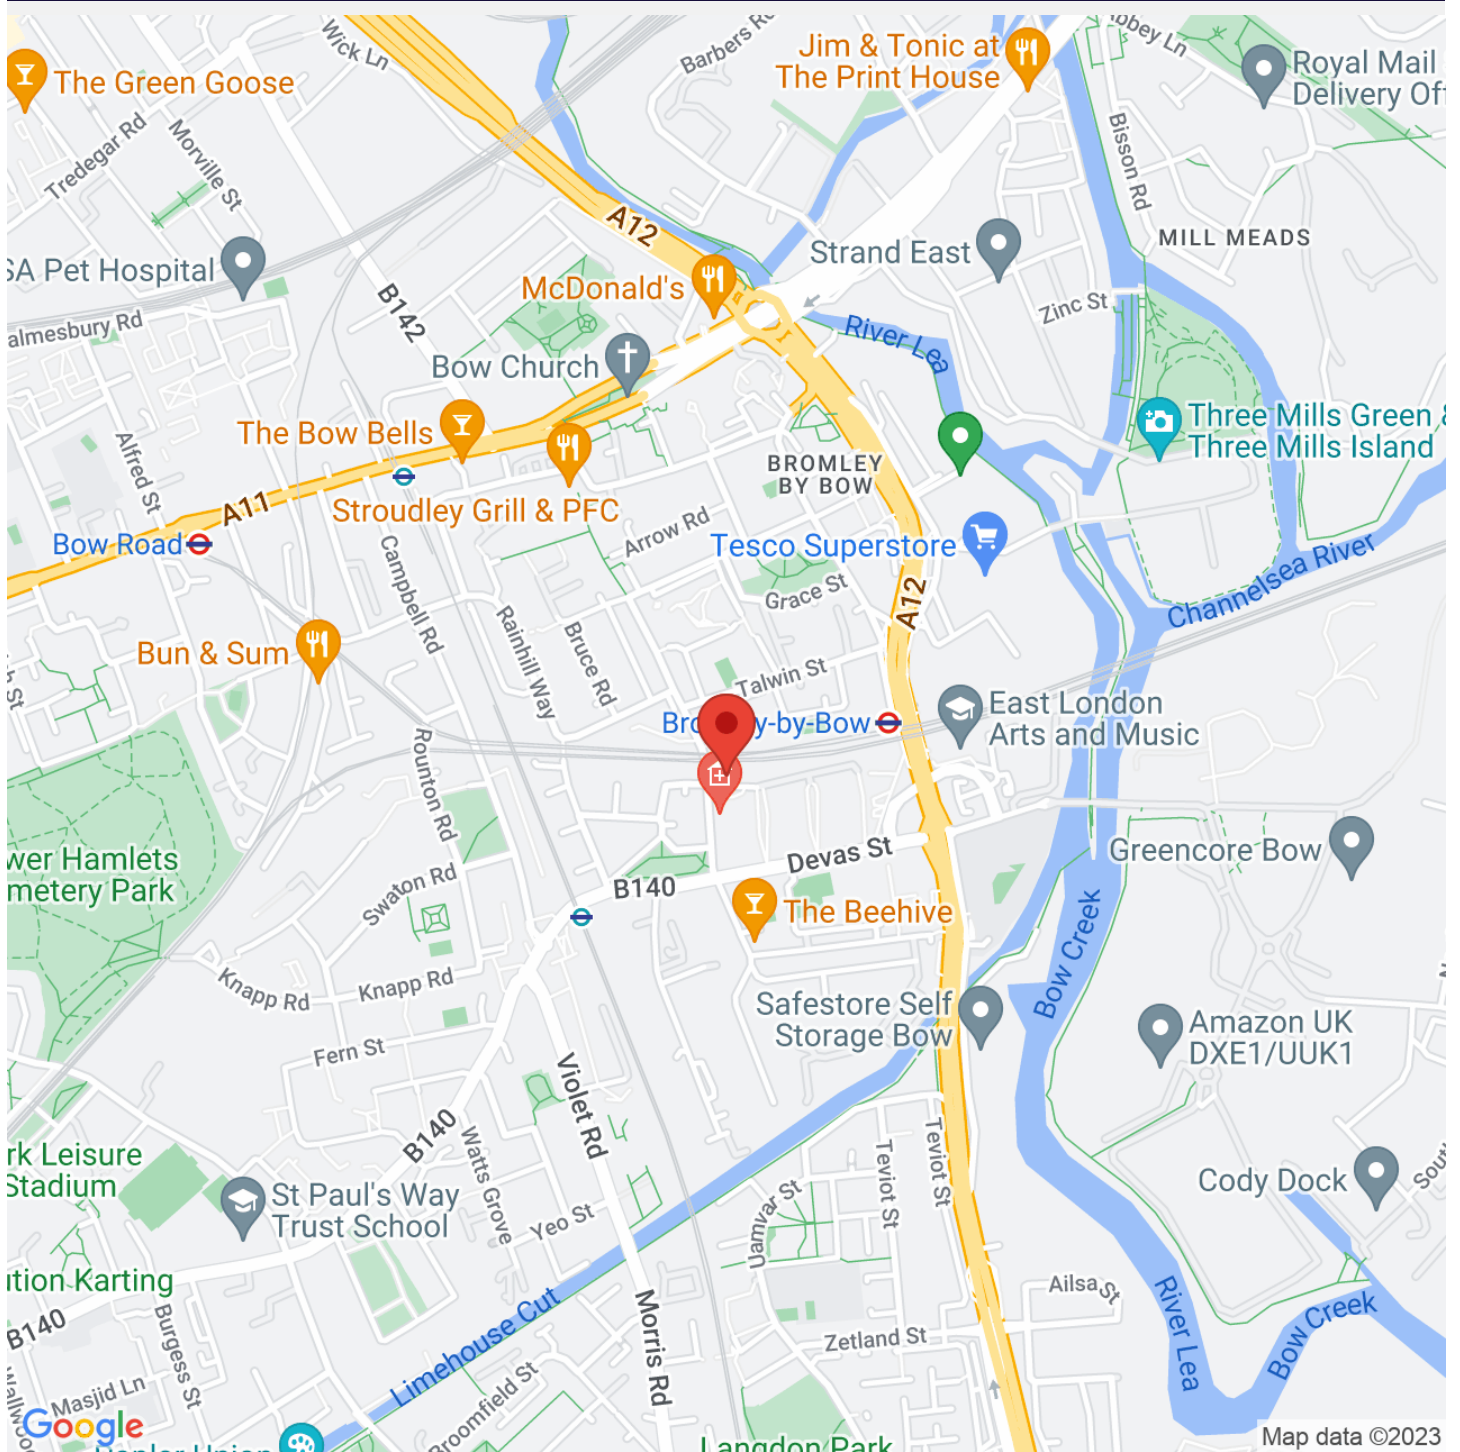 Wick Ln
Barbers Rd
Jim & Tonic at
The Print House
Abbey Ln
Royal Mail
Delivery Off
The Green Goose
Tredegar Rd
Morville St
Bisson Rd
A12
Strand East
MILL MEADS
SA Pet Hospital
McDonald's
Zinc St
almesbury Rd
B142
River Lea
Bow Church
The Bow Bells
Three Mills Green &
Three Mills Island
Alfred St
BROMLEY
BY BOW
A11
Stroudley Grill & PFC
Arrow Rd
Bow Road
Tesco Superstore
Channelsea River
Campbell Rd
Grace St
A12
Rainhill Way
Bruce Rd
Bun & Sum
h St
Talwin St
Bro y-by-Bow
East London
Arts and Music
Rounton Rd
Devas St
Greencore Bow
wer Hamlets
metery Park
Swaton Rd
B140
The Beehive
Bow Creek
Knapp Rd
Knapp Rd
Safestore Self
Storage Bow
Amazon UK
DXE1/UUK1
Fern St
Violet Rd
B140
Watts Grove
Teviot St
Teviot St
rk Leisure
Stadium
St Paul's Way
Trust School
Yeo St
Uamvar St
Cody Dock
South
ution Karting
Ailsa St
B140
Burgess St
Limehouse Cut
Morris Rd
Zetland St
River Lea
Bow Creek
Masjid Ln
Broomfield St
Google
Langdon Park
Map data ©2023